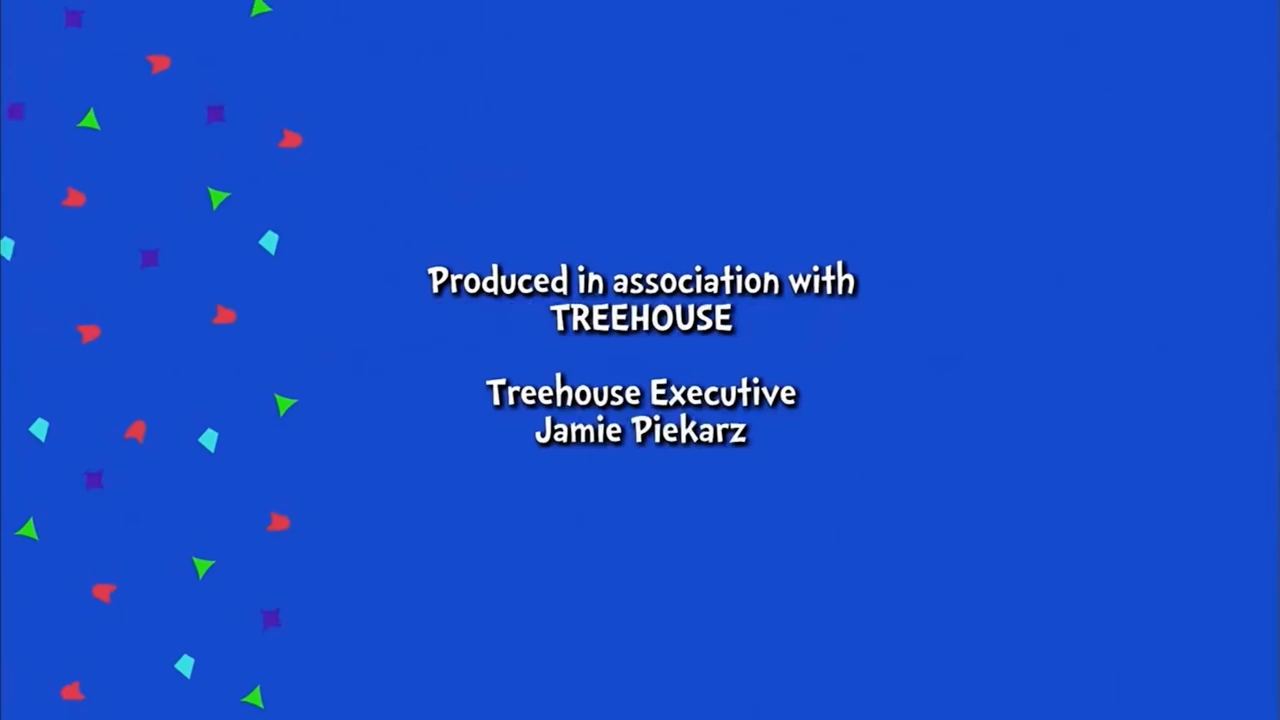 Produced in association with
TREEHOUSE
Treehouse Executive
Jamie Piekarz